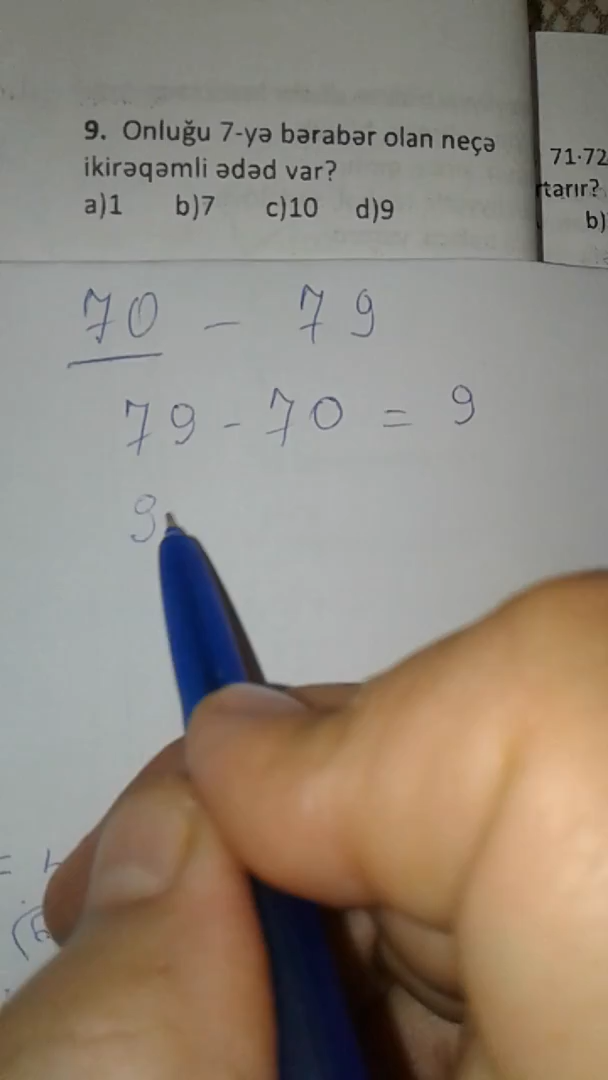 9. Onluğu 7-yə bərabər olan neçə
ikirəqəmli ədəd var?
a)1 b)7 c)10 d)9
71·72
rtarır?
b)
70 - 79
79 - 70 = 9
9